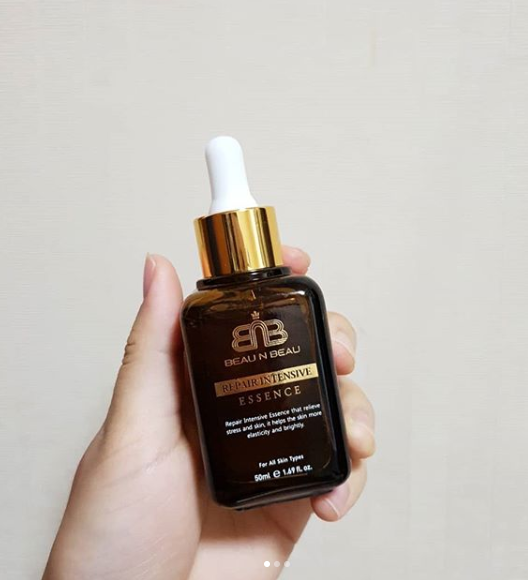 BNB
BEAU N BEAU
REPAIR INTENSIVE
ESSENCE
Repair Intensive Essence that relieve
stress and skin, it helps the skin more
elasticity and brightly.
For All Skin Types
50ml ℮ 1.69 fl. oz.